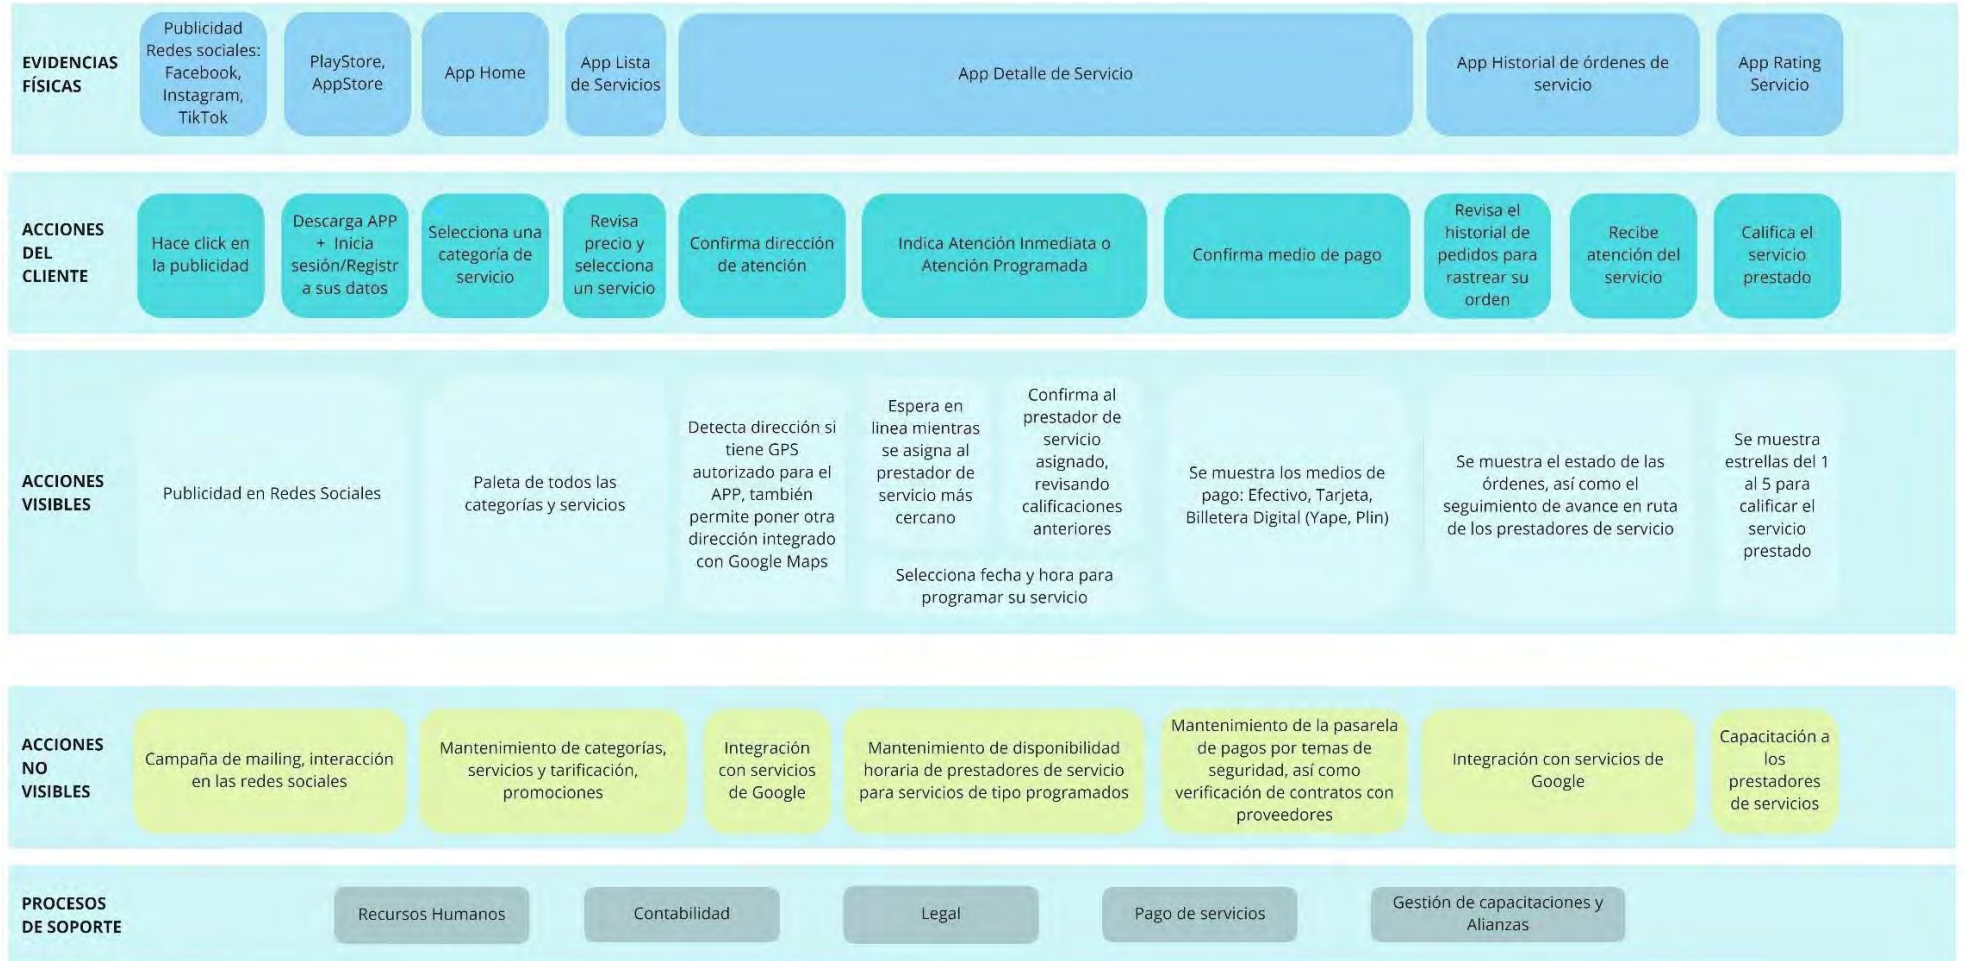 EVIDENCIAS
FÍSICAS
Publicidad
Redes sociales:
Facebook,
Instagram,
TikTok
PlayStore,
AppStore
App Home
App Lista
de Servicios
App Detalle de Servicio
App Historial de órdenes de
servicio
App Rating
Servicio
ACCIONES
DEL
CLIENTE
Hace click en
la publicidad
Descarga APP
+ Inicia
sesión/Registr
a sus datos
Selecciona una
categoría de
servicio
Revisa
precio y
selecciona
un servicio
Confirma dirección
de atención
Indica Atención Inmediata o
Atención Programada
Confirma medio de pago
Revisa el
historial de
pedidos para
rastrear su
orden
Recibe
atención del
servicio
Califica el
servicio
prestado
ACCIONES
VISIBLES
Publicidad en Redes Sociales
Paleta de todos las
categorías y servicios
Detecta dirección si
tiene GPS
autorizado para el
APP, también
permite poner otra
dirección integrado
con Google Maps
Espera en
linea mientras
se asigna al
prestador de
servicio más
cercano
Confirma al
prestador de
servicio
asignado,
revisando
calificaciones
anteriores
Selecciona fecha y hora para
programar su servicio
Se muestra los medios de
pago: Efectivo, Tarjeta,
Billetera Digital (Yape, Plin)
Se muestra el estado de las
órdenes, así como el
seguimiento de avance en ruta
de los prestadores de servicio
Se muestra
estrellas del 1
al 5 para
calificar el
servicio
prestado
ACCIONES
NO
VISIBLES
Campaña de mailing, interacción
en las redes sociales
Mantenimiento de categorías,
servicios y tarificación,
promociones
Integración
con servicios
de Google
Mantenimiento de disponibilidad
horaria de prestadores de servicio
para servicios de tipo programados
Mantenimiento de la pasarela
de pagos por temas de
seguridad, así como
verificación de contratos con
proveedores
Integración con servicios de
Google
Capacitación a
los
prestadores
de servicios
PROCESOS
DE SOPORTE
Recursos Humanos
Contabilidad
Legal
Pago de servicios
Gestión de capacitaciones y
Alianzas